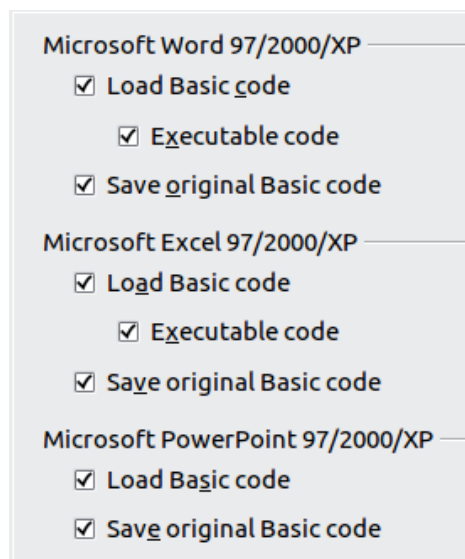 Microsoft Word 97/2000/XP
Load Basic code
Executable code
Save original Basic code
Microsoft Excel 97/2000/XP
Load Basic code
Executable code
Save original Basic code
Microsoft PowerPoint 97/2000/XP
Load Basic code
Save original Basic code